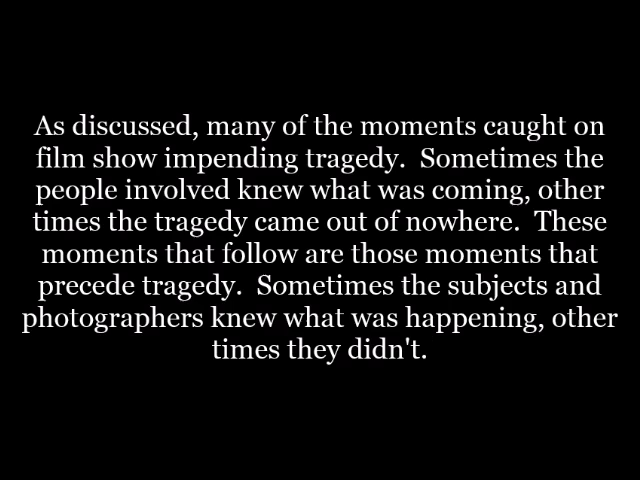 As discussed, many of the moments caught on
film show impending tragedy.  Sometimes the
people involved knew what was coming, other
times the tragedy came out of nowhere.  These
moments that follow are those moments that
precede tragedy.  Sometimes the subjects and
photographers knew what was happening, other
times they didn't.